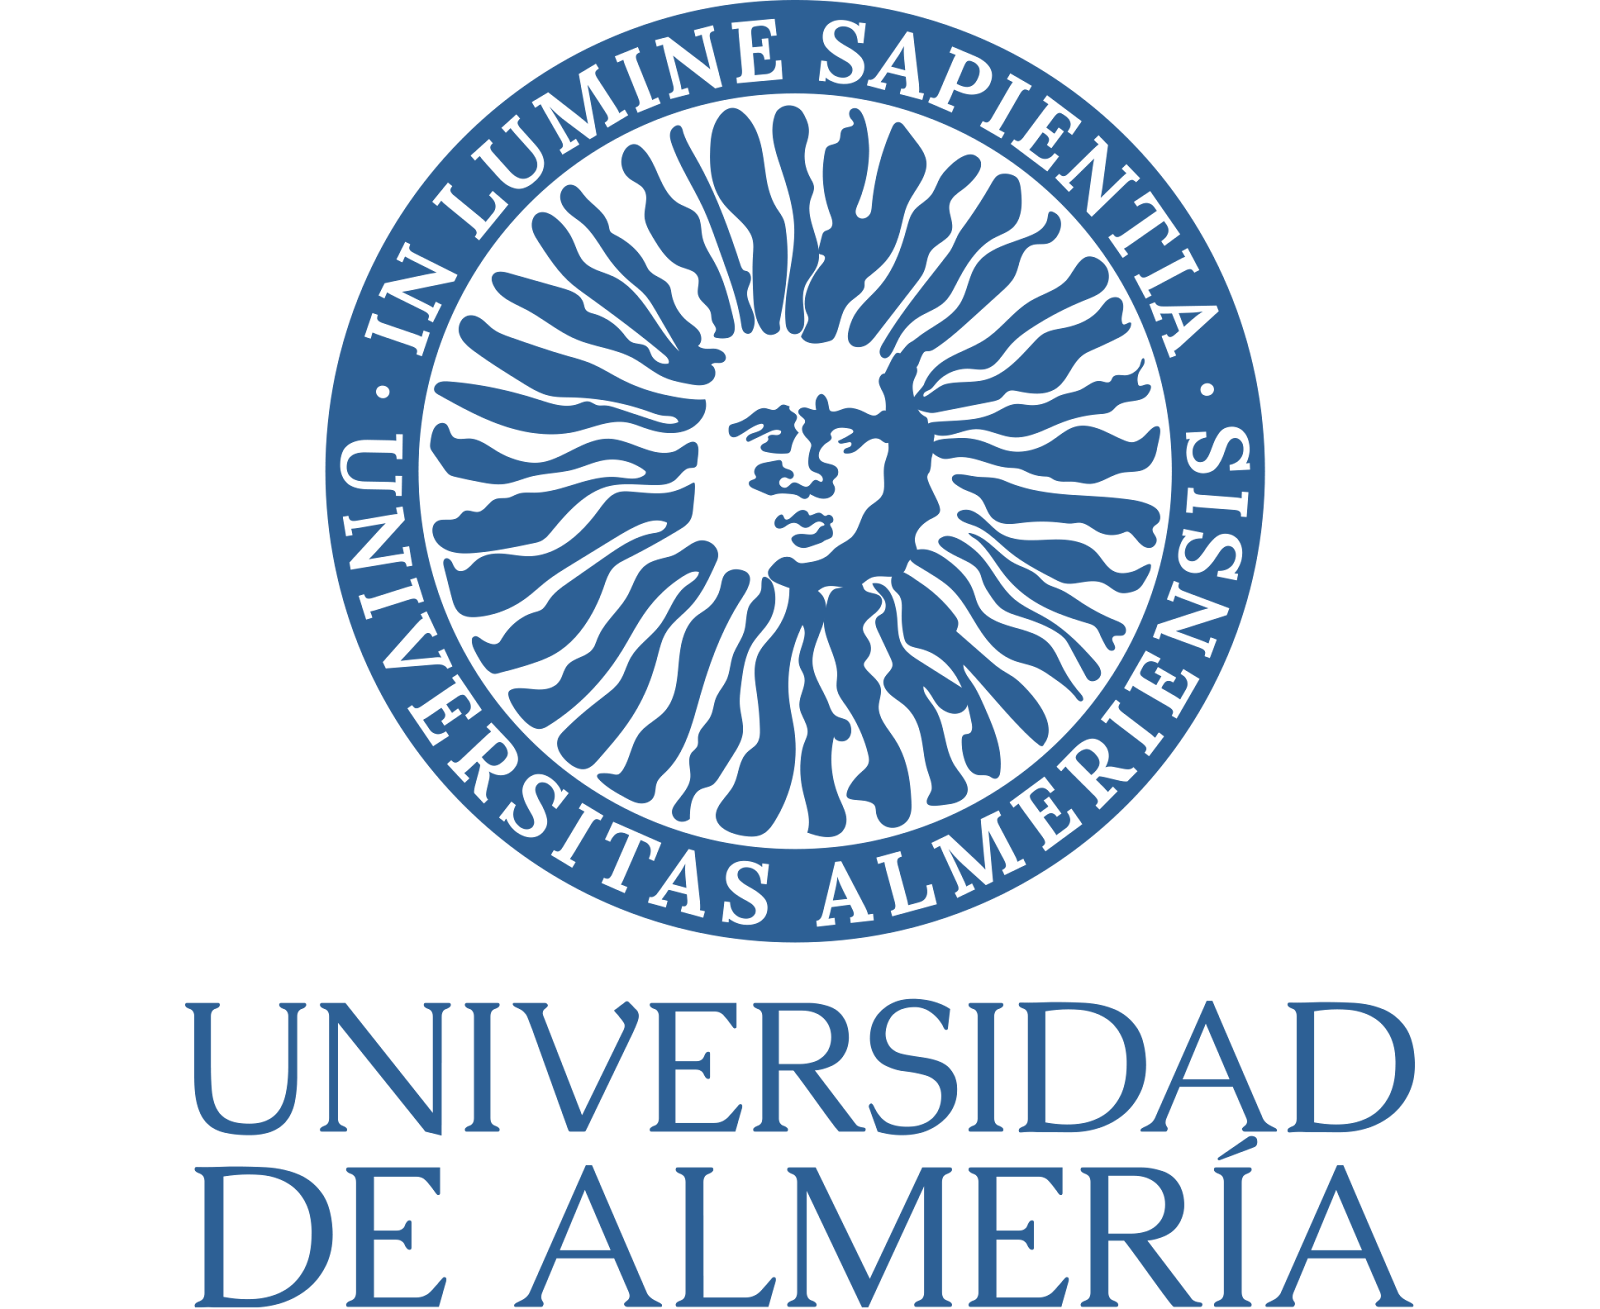 · IN LUMINE SAPIENTIA ·
UNIVERSITAS ALMERIENSIS
UNIVERSIDAD
DE ALMERÍA